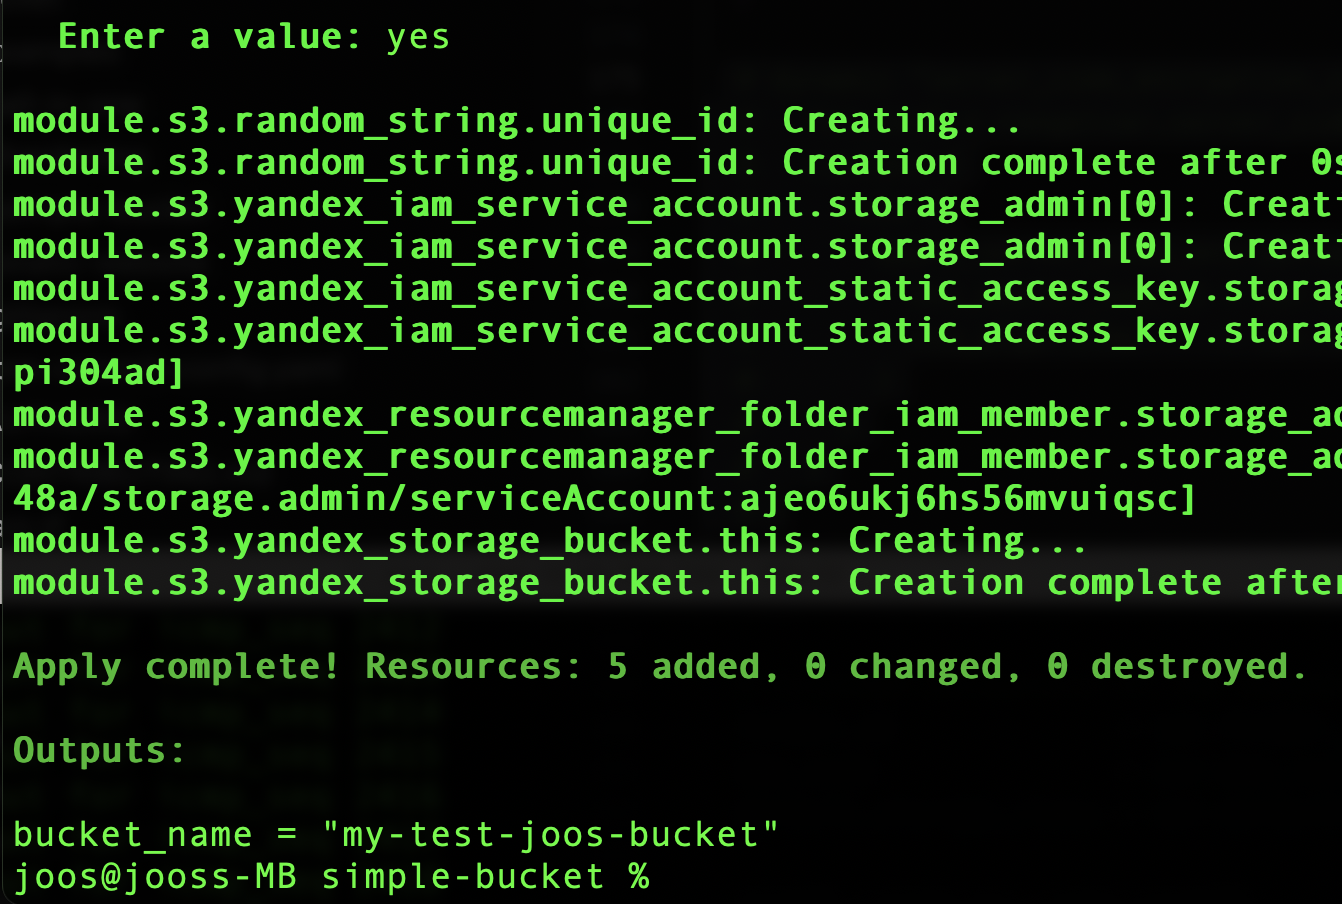 Enter a value: yes
module.s3.random_string.unique_id: Creating...
module.s3.random_string.unique_id: Creation complete after 0s
module.s3.yandex_iam_service_account.storage_admin[0]: Creati
module.s3.yandex_iam_service_account.storage_admin[0]: Creati
module.s3.yandex_iam_service_account_static_access_key.storag
module.s3.yandex_iam_service_account_static_access_key.storag
pi304ad]
module.s3.yandex_resourcemanager_folder_iam_member.storage_ad
module.s3.yandex_resourcemanager_folder_iam_member.storage_ad
48a/storage.admin/serviceAccount:ajeo6ukj6hs56mvuiqsc]
module.s3.yandex_storage_bucket.this: Creating...
module.s3.yandex_storage_bucket.this: Creation complete after
Apply complete! Resources: 5 added, 0 changed, 0 destroyed.
Outputs:
bucket_name = "my-test-joos-bucket"
joos@jooss-MB simple-bucket %